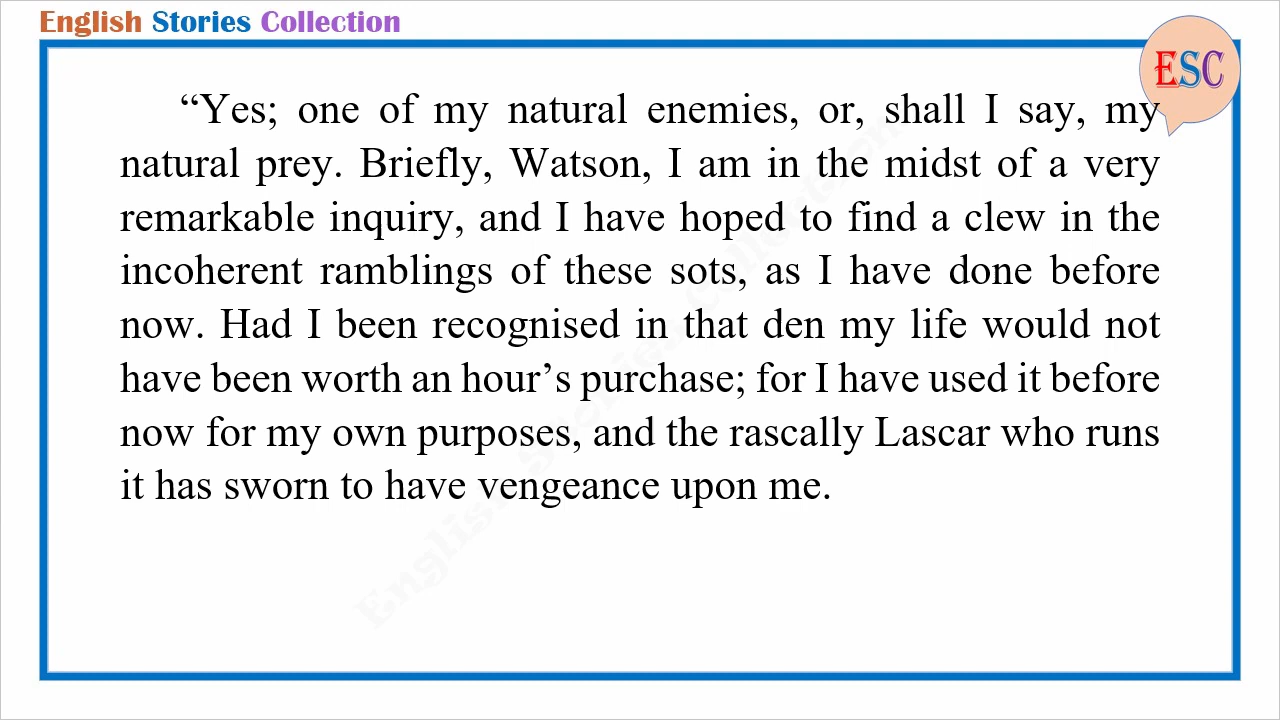 English Stories Collection
ESC
“Yes; one of my natural enemies, or, shall I say, my
natural prey. Briefly, Watson, I am in the midst of a very
remarkable inquiry, and I have hoped to find a clew in the
incoherent ramblings of these sots, as I have done before
now. Had I been recognised in that den my life would not
have been worth an hour’s purchase; for I have used it before
now for my own purposes, and the rascally Lascar who runs
it has sworn to have vengeance upon me.
English Stories Collection